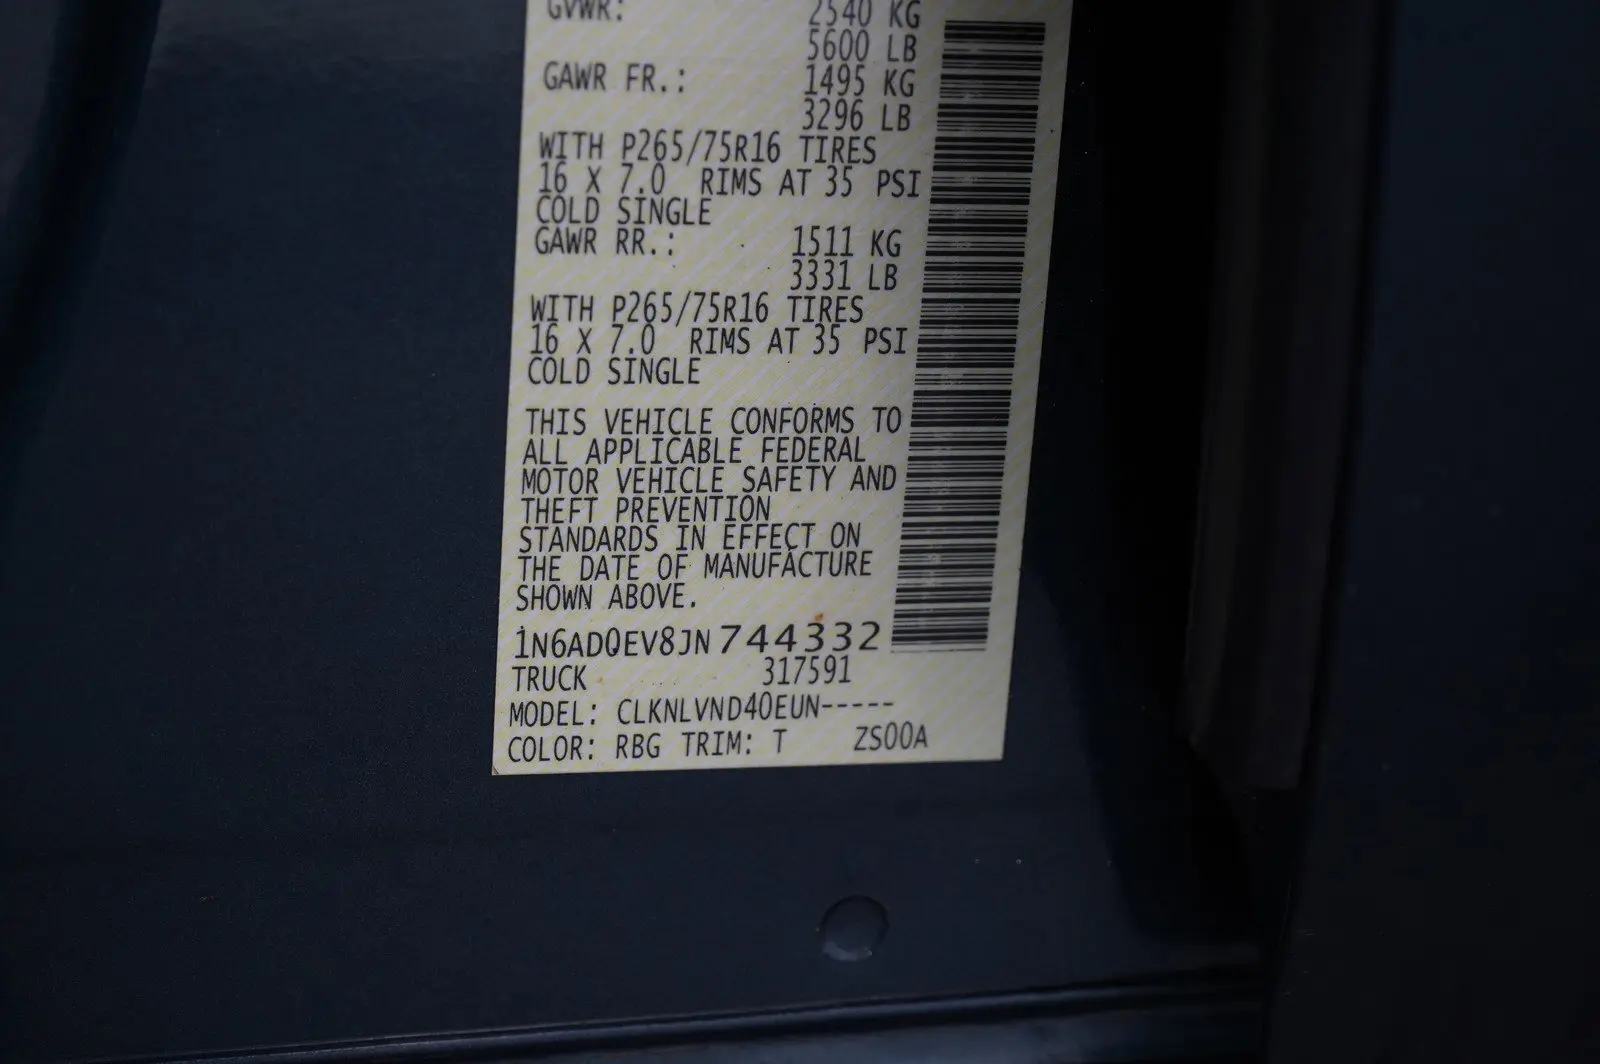 GVWR: 2540 KG
5600 LB
GAWR FR.: 1495 KG
3296 LB
WITH P265/75R16 TIRES
16 X 7.0 RIMS AT 35 PSI
COLD SINGLE
GAWR RR.: 1511 KG
3331 LB
WITH P265/75R16 TIRES
16 X 7.0 RIMS AT 35 PSI
COLD SINGLE
THIS VEHICLE CONFORMS TO
ALL APPLICABLE FEDERAL
MOTOR VEHICLE SAFETY AND
THEFT PREVENTION
STANDARDS IN EFFECT ON
THE DATE OF MANUFACTURE
SHOWN ABOVE.
1N6AD0EV8JN744332
TRUCK 317591
MODEL: CLKNLVND40EUN-----
COLOR: RBG TRIM: T ZS00A